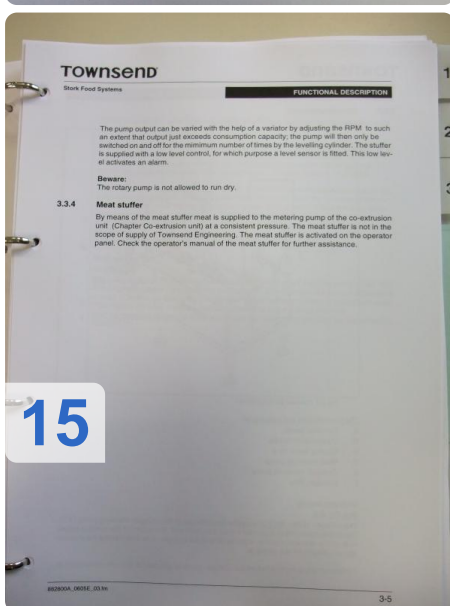 TOWNSEND
Stork Food Systems
FUNCTIONAL DESCRIPTION
The pump output can be varied with the help of a variator by adjusting the RPM to such
an extent that output just exceeds consumption capacity; the pump will then only be
switched on and off for the mimimum number of times by the levelling cylinder. The stuffer
is supplied with a low level control, for which purpose a level sensor is fitted. This low lev-
el activates an alarm.
Beware:
The rotary pump is not allowed to run dry.
3.3.4 Meat stuffer
By means of the meat stuffer meat is supplied to the metering pump of the co-extrusion
unit (Chapter Co-extrusion unit) at a consistent pressure. The meat stuffer is not in the
scope of supply of Townsend Engineering. The meat stuffer is activated on the operator
panel. Check the operator's manual of the meat stuffer for further assistance.
1
2
3
15
3-5